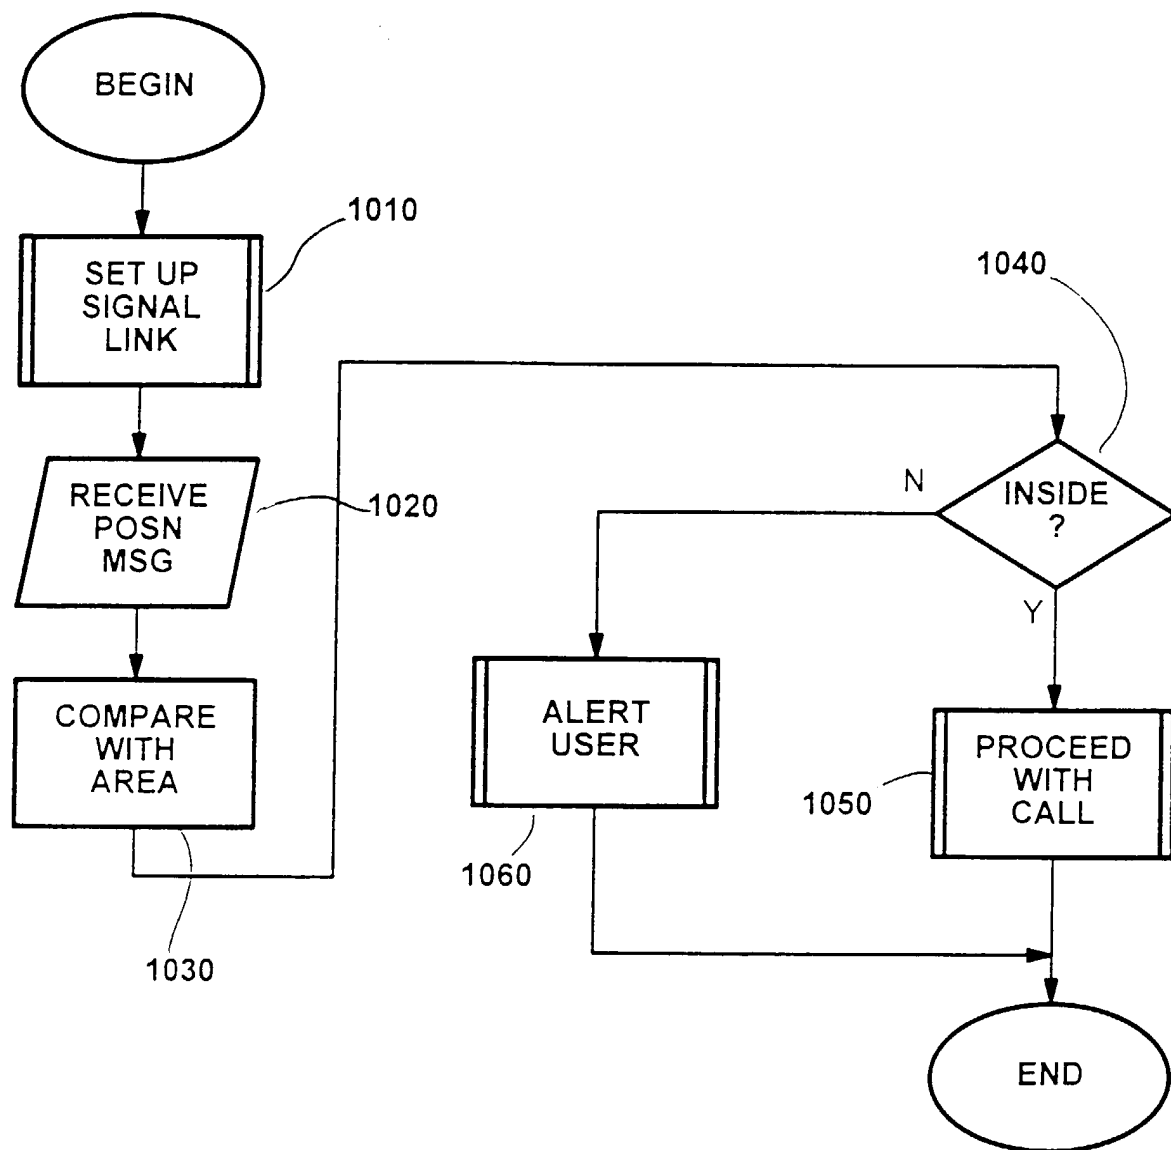 BEGIN
1010
SET UP
SIGNAL
LINK
1020
RECEIVE
POSN
MSG
COMPARE
WITH
AREA
1030
1040
INSIDE
?
N
Y
ALERT
USER
1060
1050
PROCEED
WITH
CALL
END